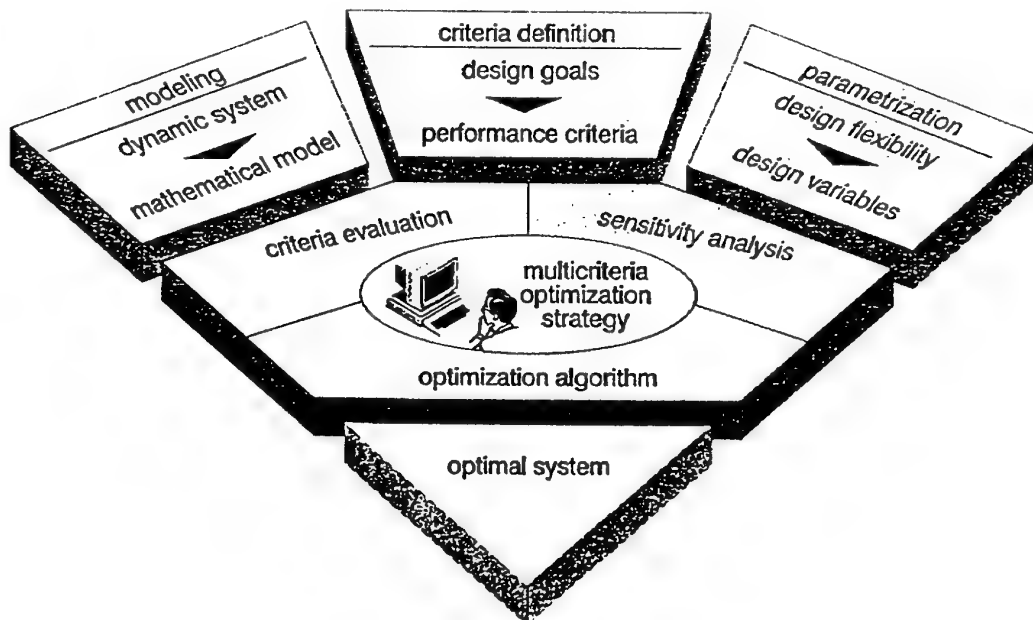 modeling
dynamic system
mathematical model
criteria definition
design goals
performance criteria
parametrization
design flexibility
design variables
criteria evaluation
sensitivity analysis
multicriteria
optimization
strategy
optimization algorithm
optimal system